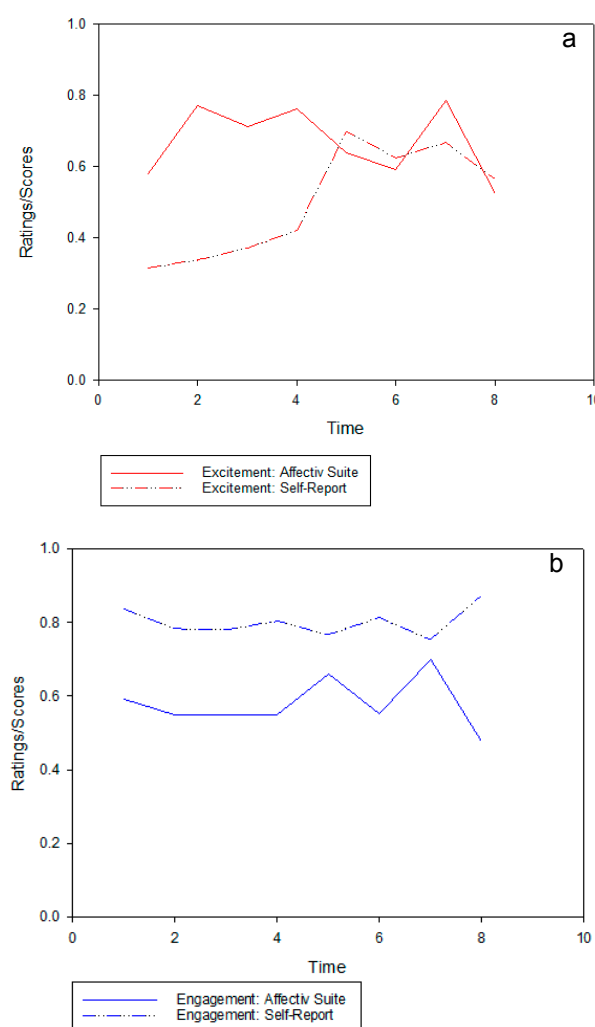 a
1.0
0.8
0.6
0.4
0.2
0.0
Ratings/Scores
0 2 4 6 8 10
Time
Excitement: Affectiv Suite
Excitement: Self-Report
b
1.0
0.8
0.6
0.4
0.2
0.0
Ratings/Scores
0 2 4 6 8 10
Time
Engagement: Affectiv Suite
Engagement: Self-Report